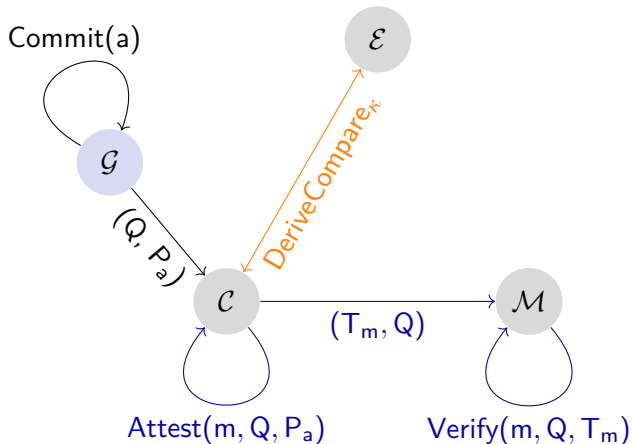 Commit(a)
ℰ
𝒢
DeriveCompare_κ
(Q, P_a)
𝒞
ℳ
(T_m, Q)
Attest(m, Q, P_a)
Verify(m, Q, T_m)